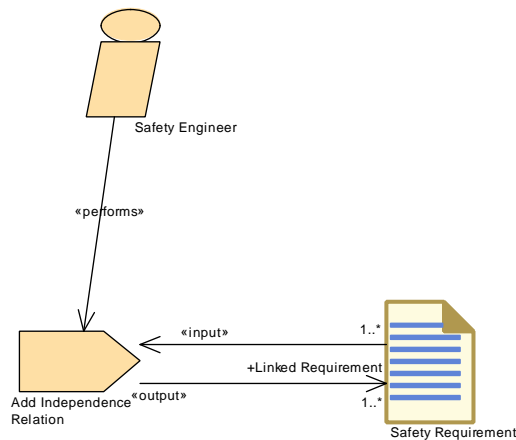 Safety Engineer
«performs»
«input»
1..*
+Linked Requirement
Add Independence
Relation
«output»
1..*
Safety Requirement